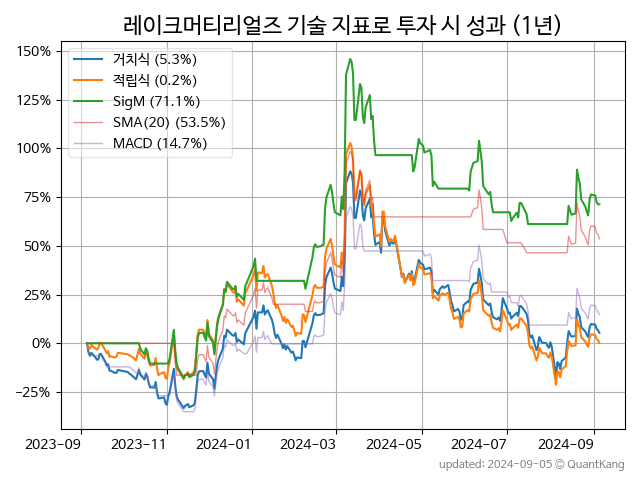 레이크머티리얼즈 기술 지표로 투자 시 성과 (1년)
거치식 (5.3%)
적립식 (0.2%)
SigM (71.1%)
SMA(20) (53.5%)
MACD (14.7%)
150%
125%
100%
75%
50%
25%
0%
−25%
2023-09 2023-11 2024-01 2024-03 2024-05 2024-07 2024-09
updated: 2024-09-05 © QuantKang